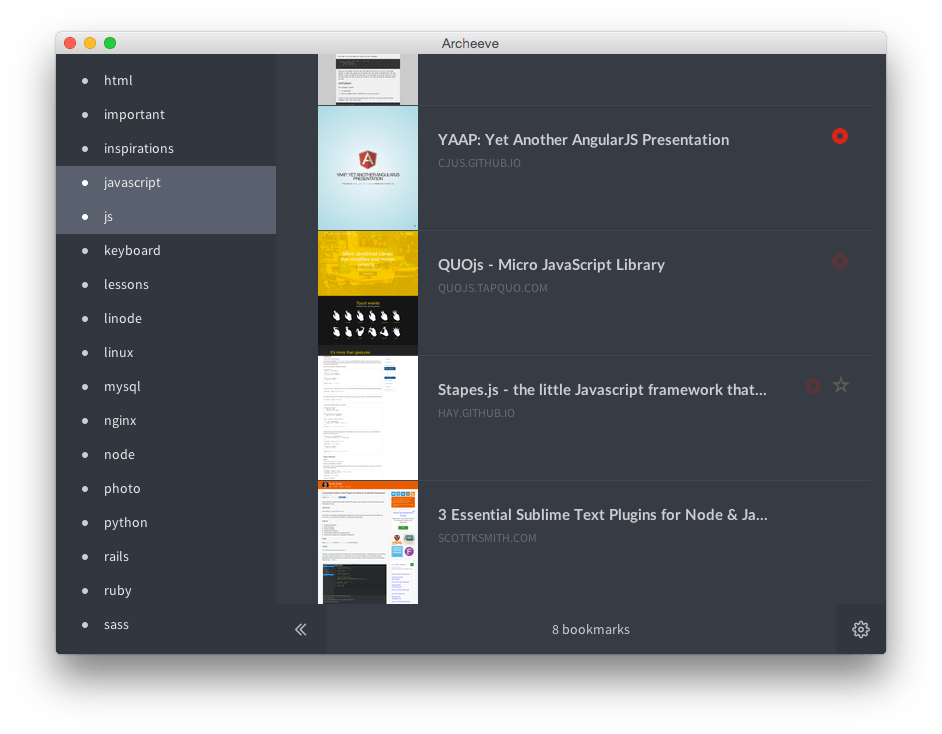 Archeeve
html
important
inspirations
javascript
js
keyboard
lessons
linode
linux
mysql
nginx
node
photo
python
rails
ruby
sass
YAAP: YET ANOTHER ANGULARJS
PRESENTATION
YAAP: Yet Another AngularJS Presentation
CJUS.GITHUB.IO
Touch events
It's more than gestures
QUOjs - Micro JavaScript Library
QUOJS.TAPQUO.COM
Stapes.js - the little Javascript framework that...
HAY.GITHUB.IO
3 Essential Sublime Text Plugins for Node & Ja...
SCOTTKSMITH.COM
8 bookmarks